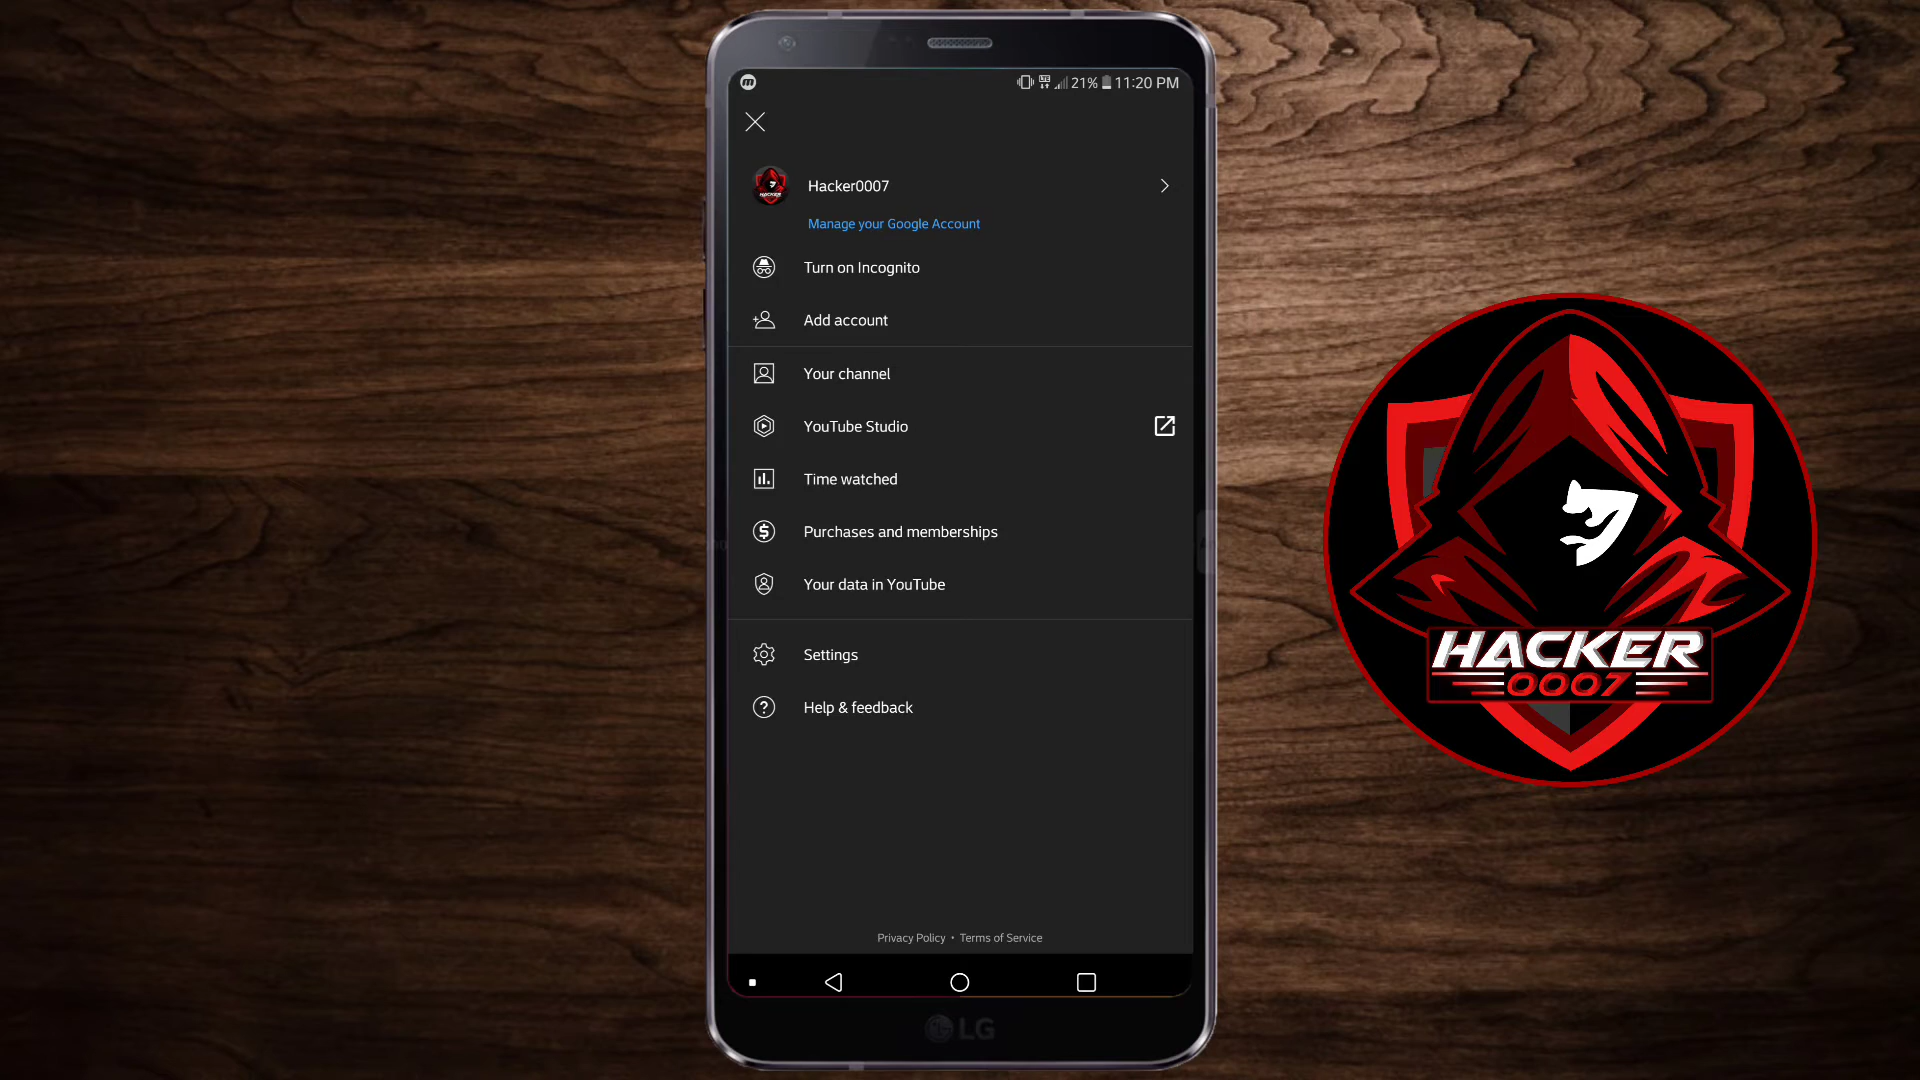 21% 11:20 PM
Hacker0007
Manage your Google Account
Turn on Incognito
Add account
Your channel
YouTube Studio
Time watched
Purchases and memberships
Your data in YouTube
Settings
Help & feedback
Privacy Policy • Terms of Service
LG
HACKER
0007